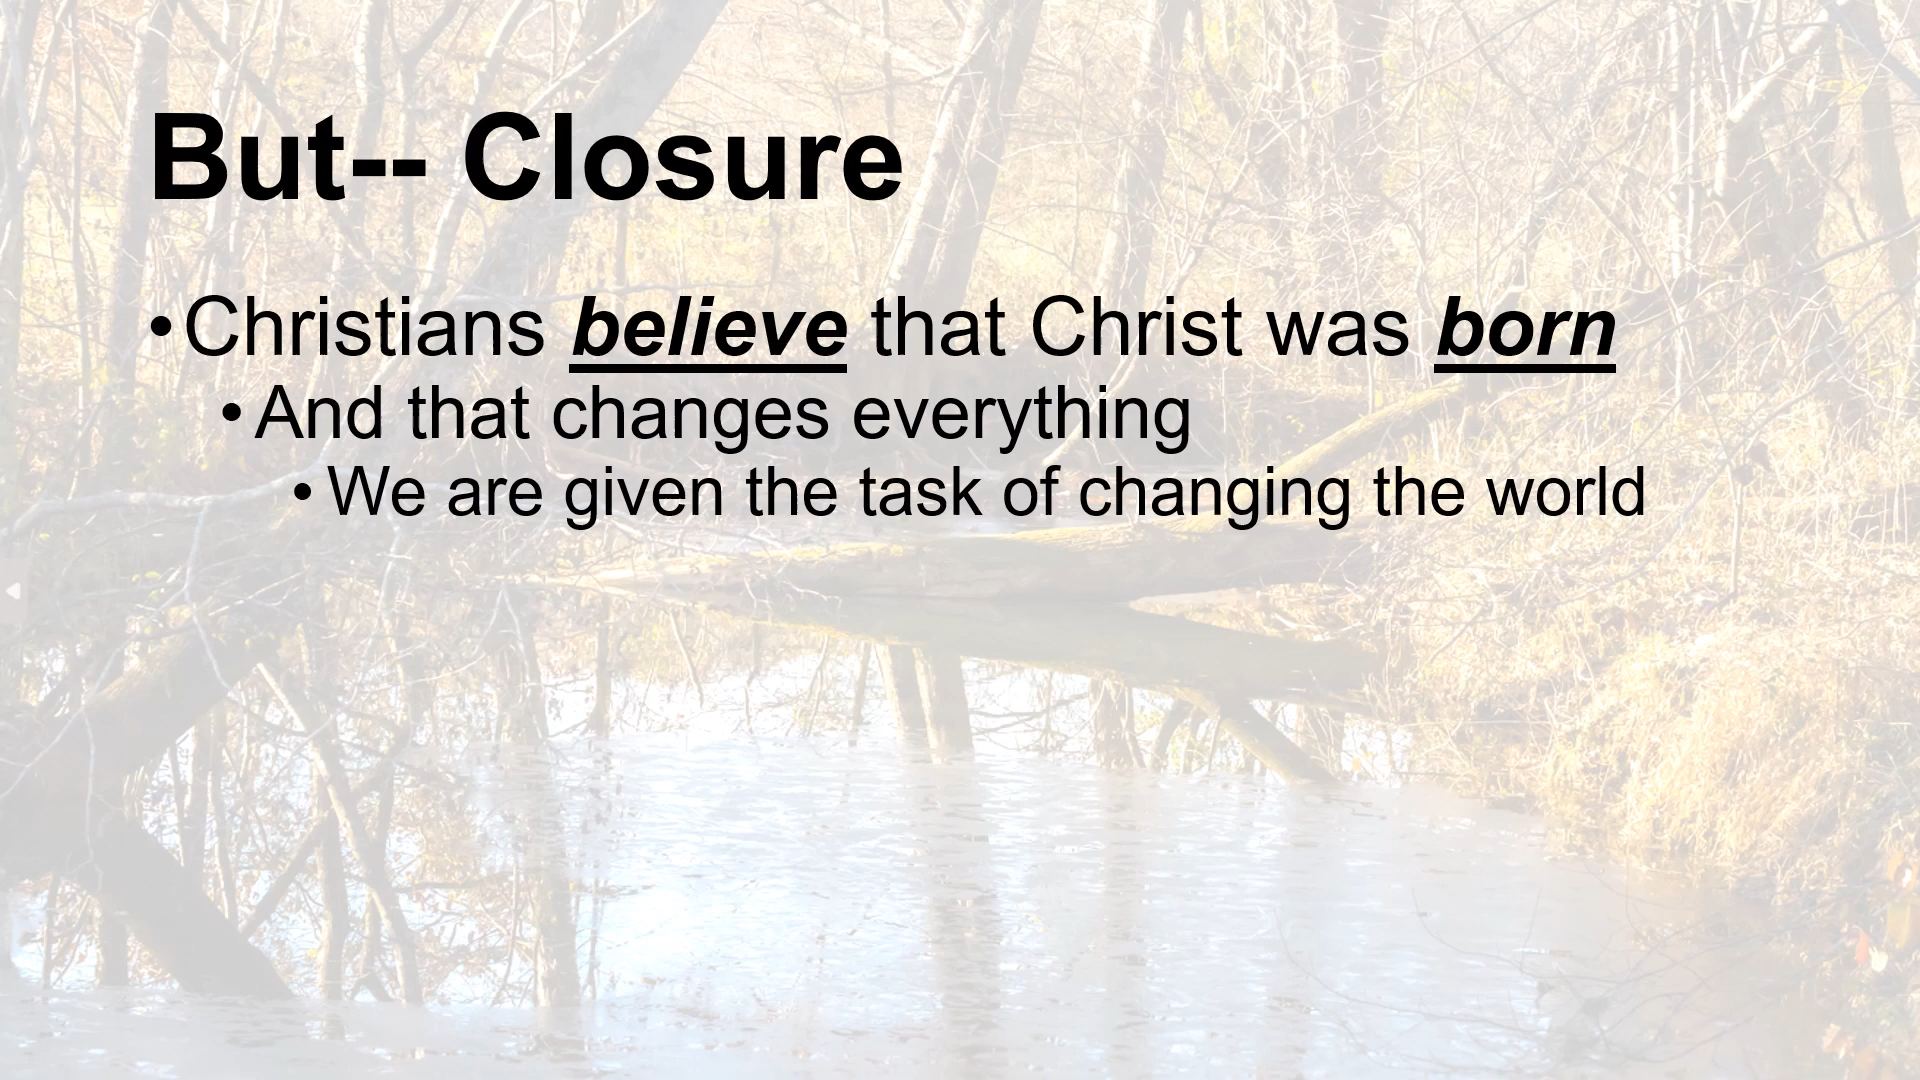 But-- Closure
•Christians believe that Christ was born
•And that changes everything
•We are given the task of changing the world